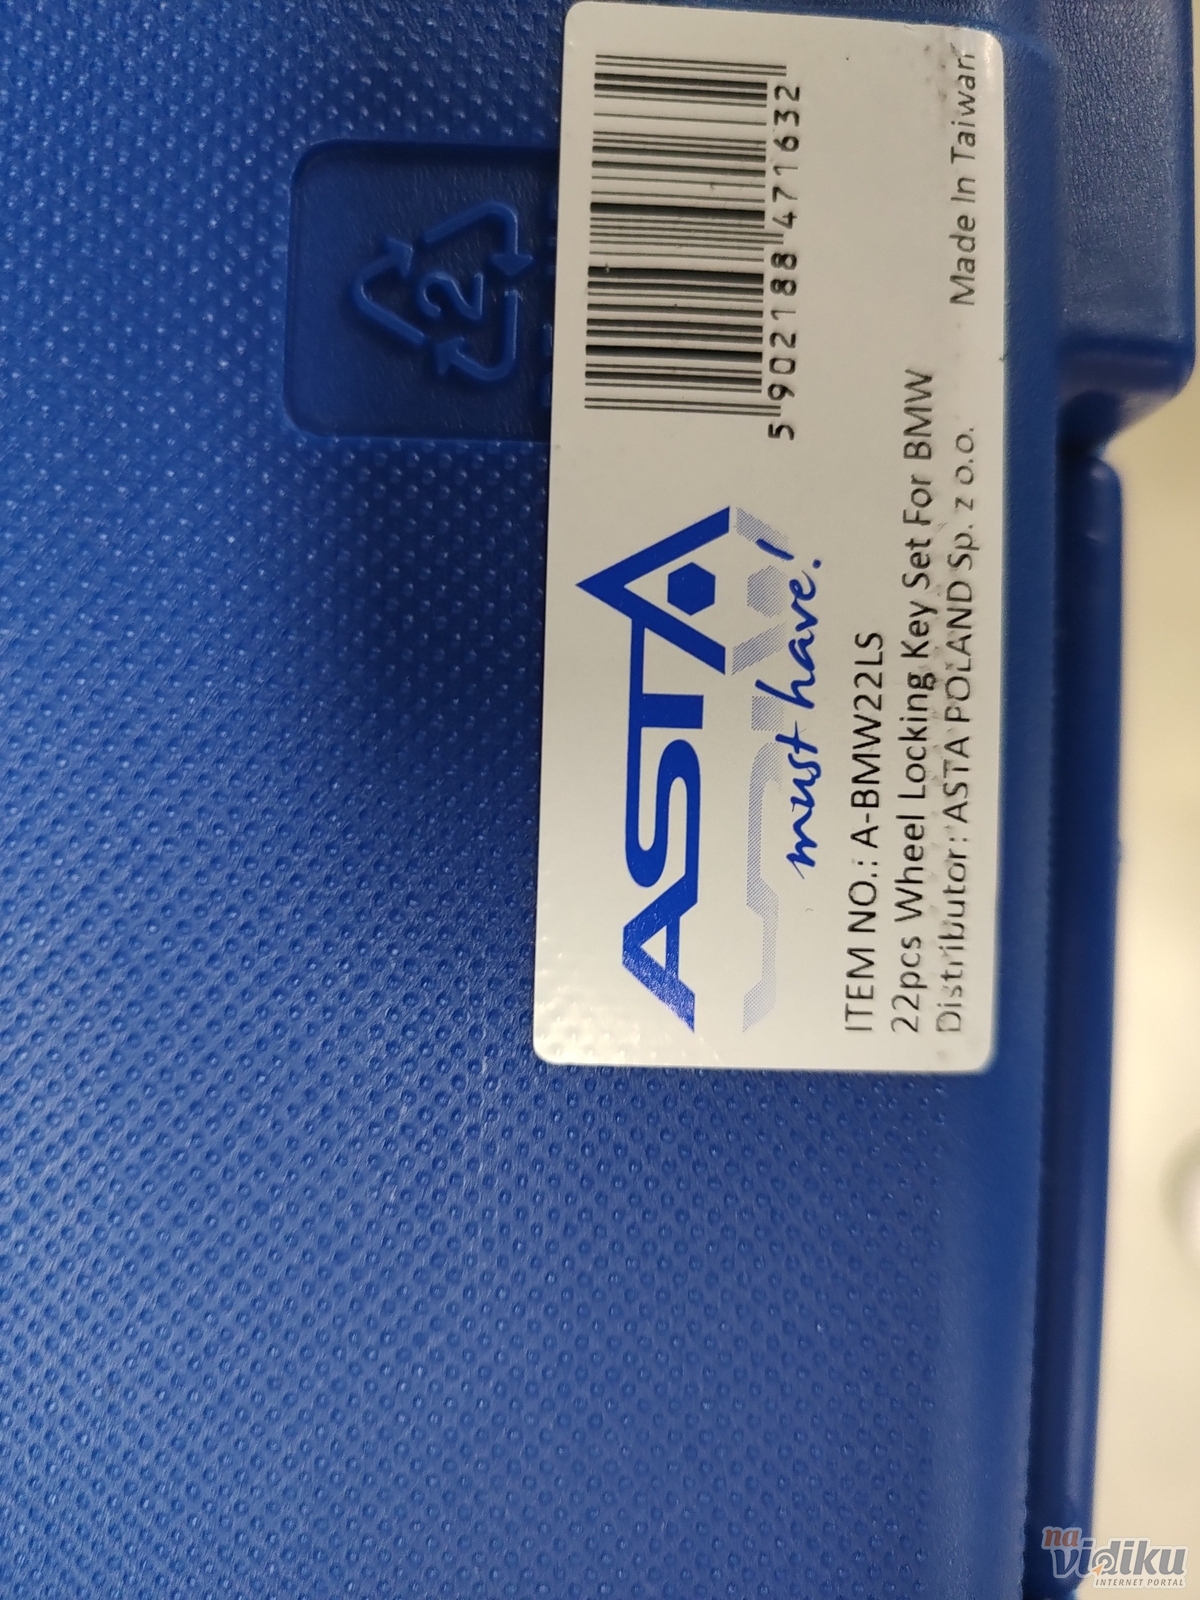 ASTA
must have!
5 902188 471632
ITEM NO.: A-BMW22LS
22pcs Wheel Locking Key Set For BMW
Distributor: ASTA POLAND Sp. z o.o.
Made In Taiwan
2
na
vidiku
INTERNET PORTAL